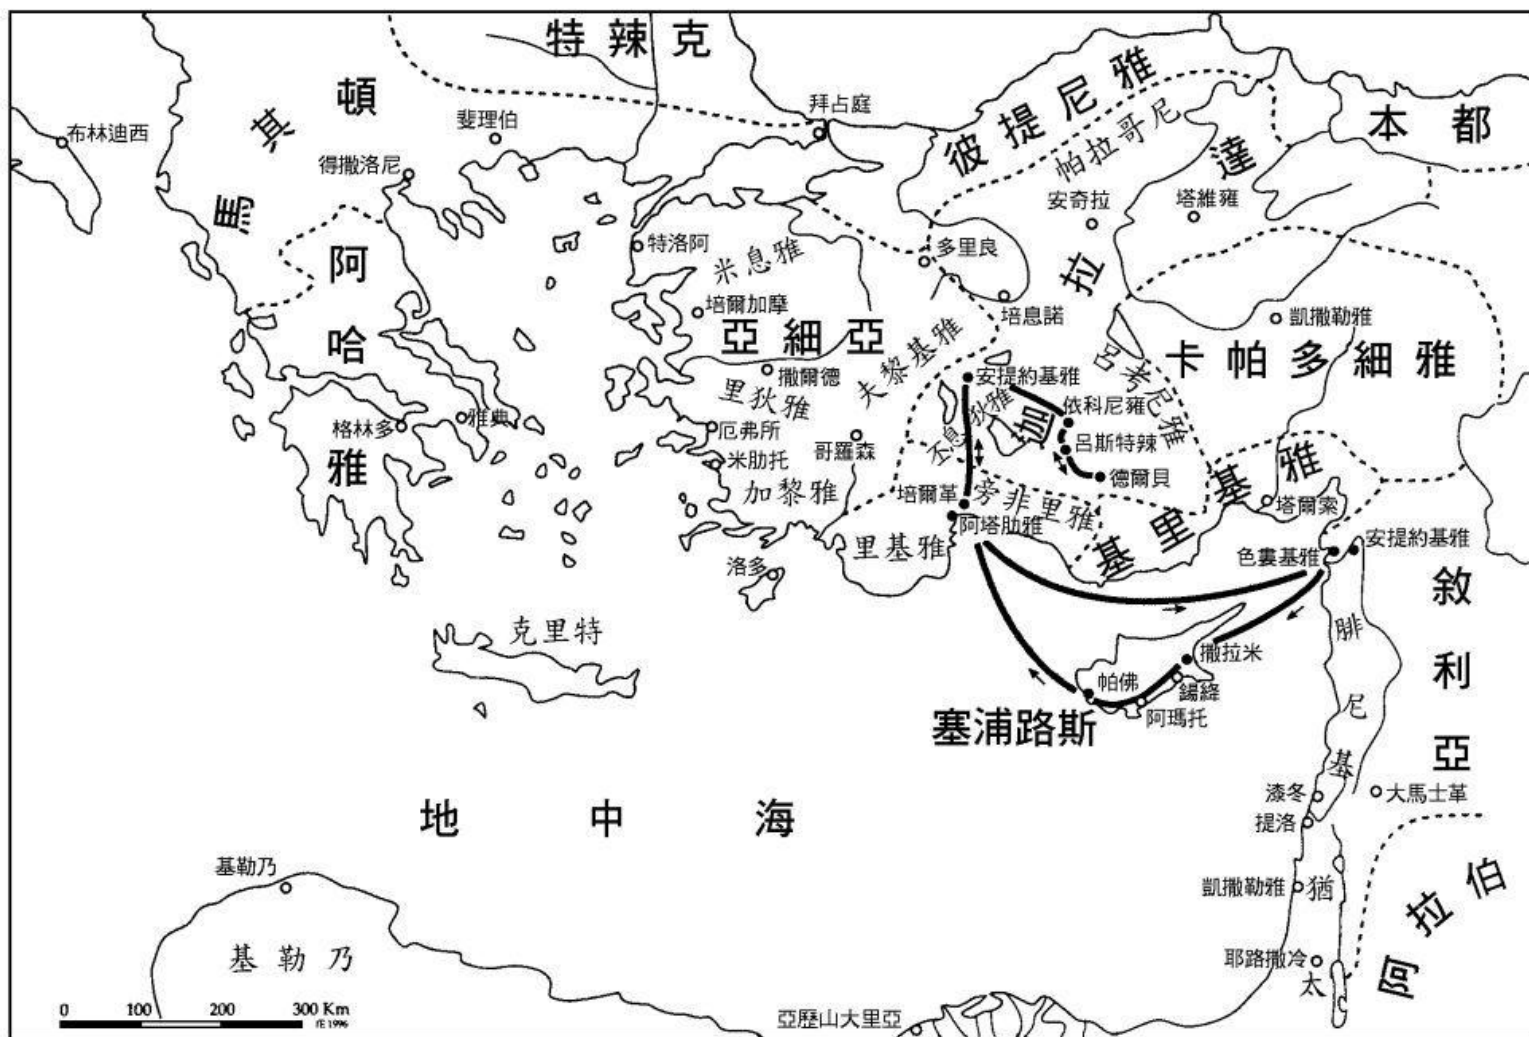 特辣克
馬其頓
布林迪西
斐理伯
拜占庭
得撒洛尼
彼提尼雅
帕拉哥尼
本都
迦拉達
安奇拉
塔維雍
阿哈雅
特洛阿
米息雅
多里良
培息諾
培爾加摩
亞細亞
夫黎基雅
呂考尼雅
凱撒勒雅
卡帕多細雅
撒爾德
里狄雅
安提約基雅
丕息狄雅
依科尼雍
呂斯特辣
德爾貝
格林多
雅典
厄弗所
米肋托
哥羅森
加黎雅
培爾革
旁非里雅
阿塔肋雅
里基雅
基里基雅
塔爾索
色婁基雅
安提約基雅
敘利亞
洛多
克里特
腓尼基
撒拉米
帕佛
阿瑪托
塞浦路斯
地中海
漆冬
大馬士革
提洛
基勒乃
基勒乃
凱撒勒雅
猶太
阿拉伯
耶路撒冷
亞歷山大里亞
0 100 200 300 Km